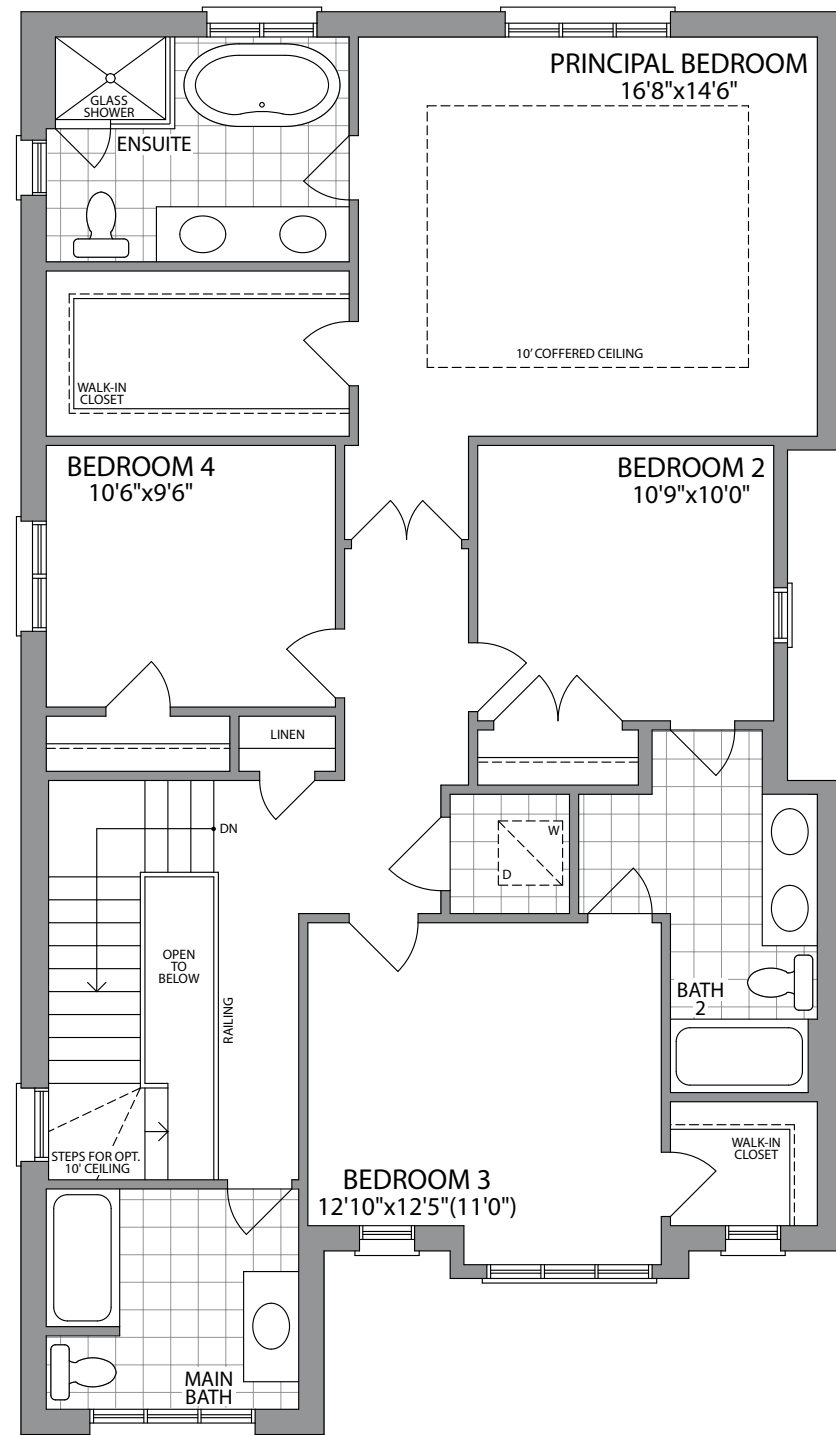 PRINCIPAL BEDROOM
16'8"x14'6"
GLASS
SHOWER
ENSUITE
10' COFFERED CEILING
WALK-IN
CLOSET
BEDROOM 4
10'6"x9'6"
BEDROOM 2
10'9"x10'0"
LINEN
DN
W
D
OPEN
TO
BELOW
RAILING
BATH
2
STEPS FOR OPT.
10' CEILING
WALK-IN
CLOSET
BEDROOM 3
12'10"x12'5"(11'0")
MAIN
BATH